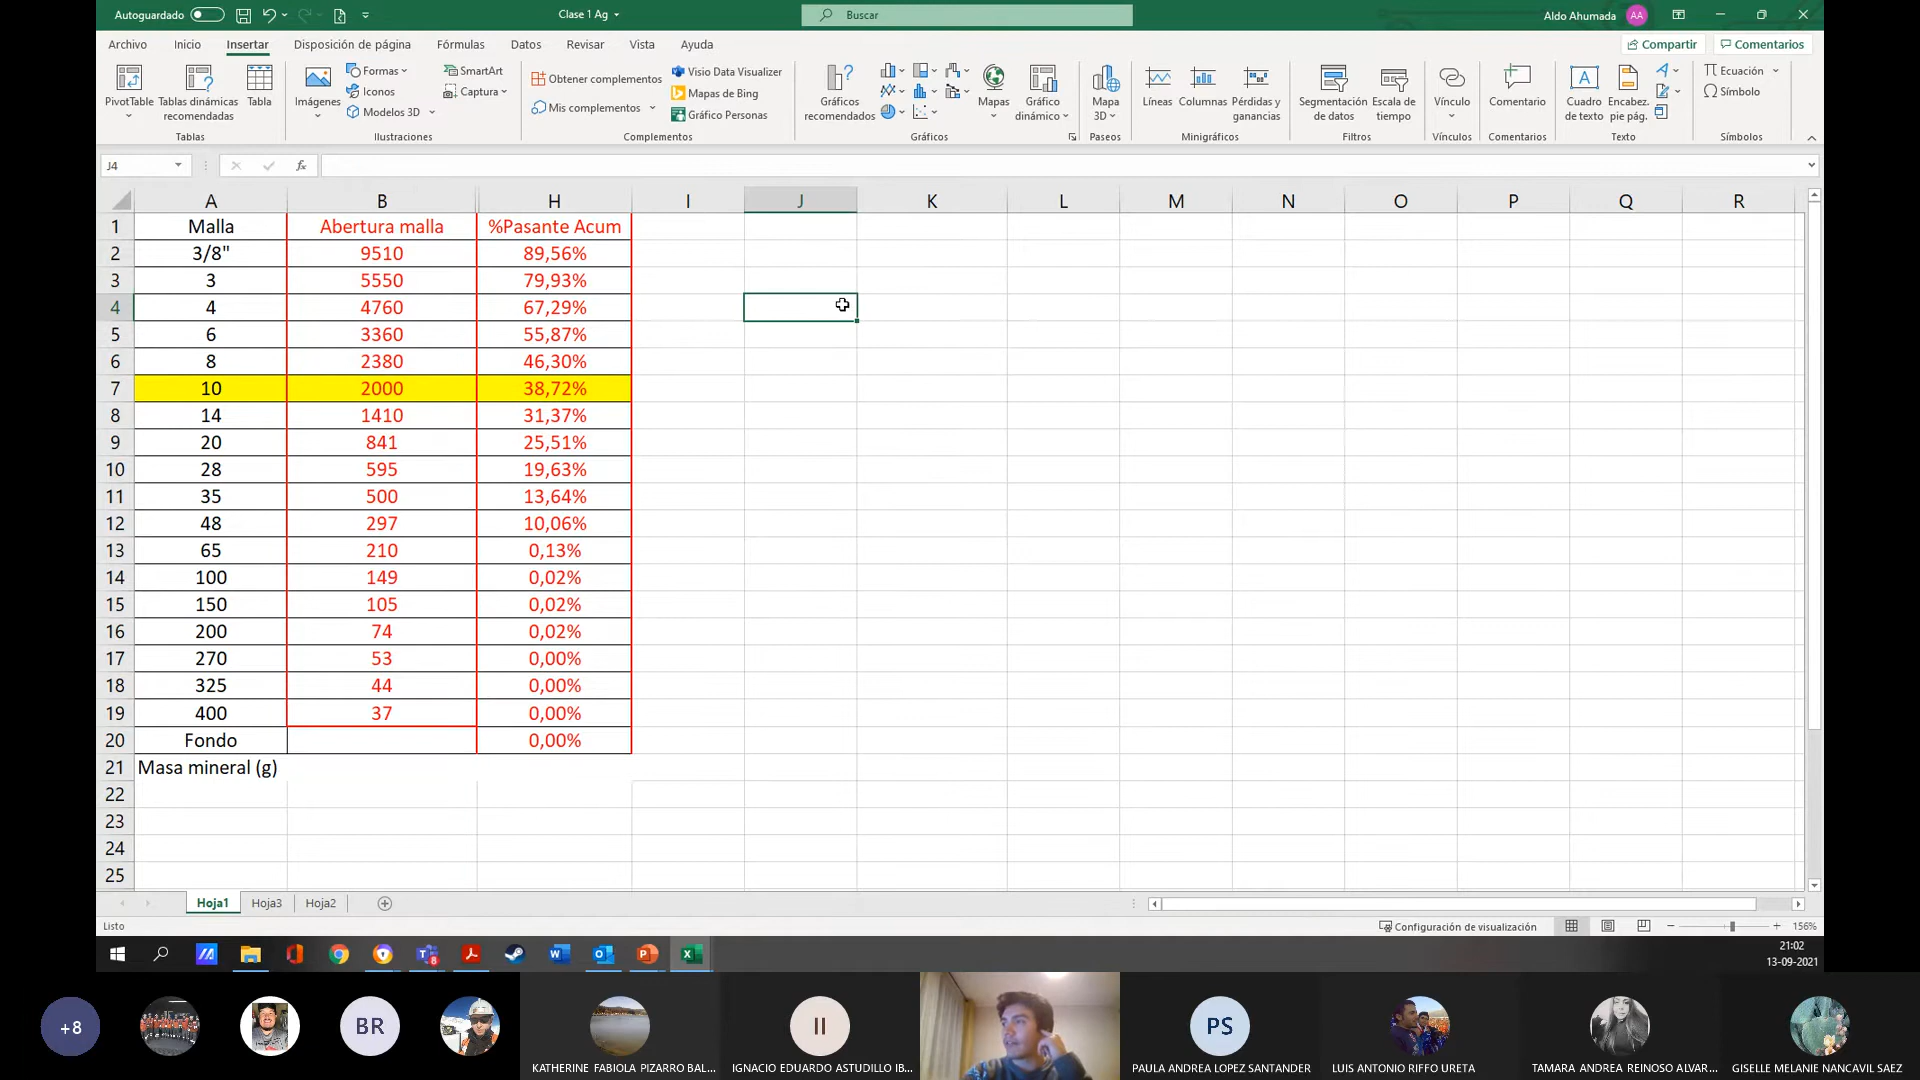 Autoguardado
Clase 1 Ag
Buscar
Aldo Ahumada AA
Archivo Inicio Insertar Disposición de página Fórmulas Datos Revisar Vista Ayuda
Compartir Comentarios
PivotTable
Tablas dinámicas recomendadas
Tabla
Tablas
Imágenes
Formas
Iconos
Modelos 3D
SmartArt
Captura
Ilustraciones
Obtener complementos
Mis complementos
Visio Data Visualizer
Mapas de Bing
Gráfico Personas
Complementos
Gráficos recomendados
Mapas
Gráfico dinámico
Gráficos
Mapa 3D
Paseos
Líneas
Columnas
Pérdidas y ganancias
Minigráficos
Segmentación de datos
Escala de tiempo
Filtros
Vínculo
Vínculos
Comentario
Comentarios
Cuadro de texto
Encabez. pie pág.
Texto
Ecuación
Símbolo
Símbolos
J4
fx
A B H I J K L M N O P Q R
1 Malla Abertura malla %Pasante Acum
2 3/8" 9510 89,56%
3 3 5550 79,93%
4 4 4760 67,29%
5 6 3360 55,87%
6 8 2380 46,30%
7 10 2000 38,72%
8 14 1410 31,37%
9 20 841 25,51%
10 28 595 19,63%
11 35 500 13,64%
12 48 297 10,06%
13 65 210 0,13%
14 100 149 0,02%
15 150 105 0,02%
16 200 74 0,02%
17 270 53 0,00%
18 325 44 0,00%
19 400 37 0,00%
20 Fondo 0,00%
21 Masa mineral (g)
22
23
24
25
Hoja1 Hoja3 Hoja2
Listo
Configuración de visualización
156%
21:02
13-09-2021
+8
BR
KATHERINE FABIOLA PIZARRO BAL...
II
IGNACIO EDUARDO ASTUDILLO IB...
PS
PAULA ANDREA LOPEZ SANTANDER
LUIS ANTONIO RIFFO URETA
TAMARA ANDREA REINOSO ALVAR...
GISELLE MELANIE NANCAVIL SAEZ